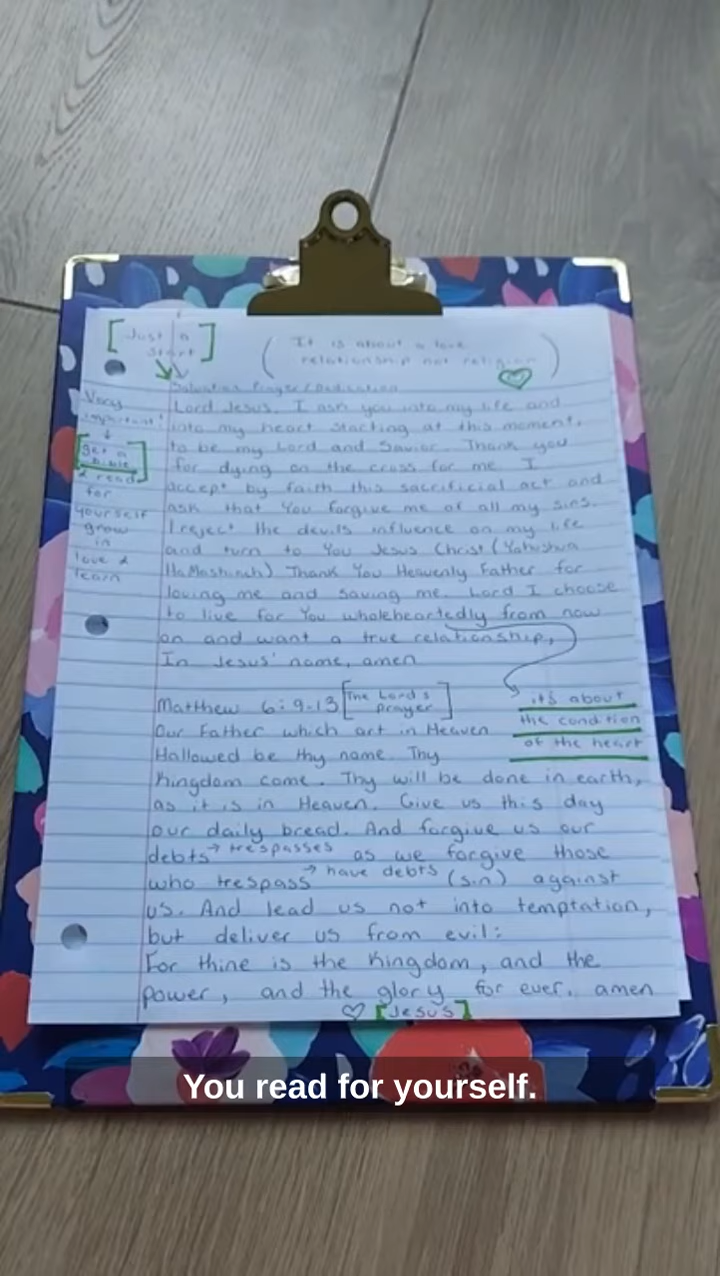 [Just a
Start]
(It is about a love
relationship not religion)
Salvation Prayer/Dedication
Very
important!
Get a
Bible
& read
for
yourself
grow
in
love &
learn
Lord Jesus, I ask you into my life and
into my heart starting at this moment,
to be my Lord and Savior. Thank you
for dying on the cross for me. I
accept by faith this sacrificial act and
ask that You forgive me of all my sins.
I reject the devils influence on my life
and turn to You Jesus Christ (Yahushua
HaMashiach) Thank You Heavenly Father for
loving me and saving me. Lord I choose
to live for You wholeheartedly from now
on and want a true relationship,
In Jesus' name, amen
it's about
the condition
of the heart
Matthew 6:9-13 [The Lord's
prayer]
Our Father which art in Heaven
Hallowed be thy name. Thy
Kingdom come. Thy will be done in earth,
as it is in Heaven. Give us this day
our daily bread. And forgive us our
debts → trespasses as we forgive those
who trespass → have debts (sin) against
us. And lead us not into temptation,
but deliver us from evil:
For thine is the Kingdom, and the
power, and the glory for ever. amen
♡ [Jesus]
You read for yourself.